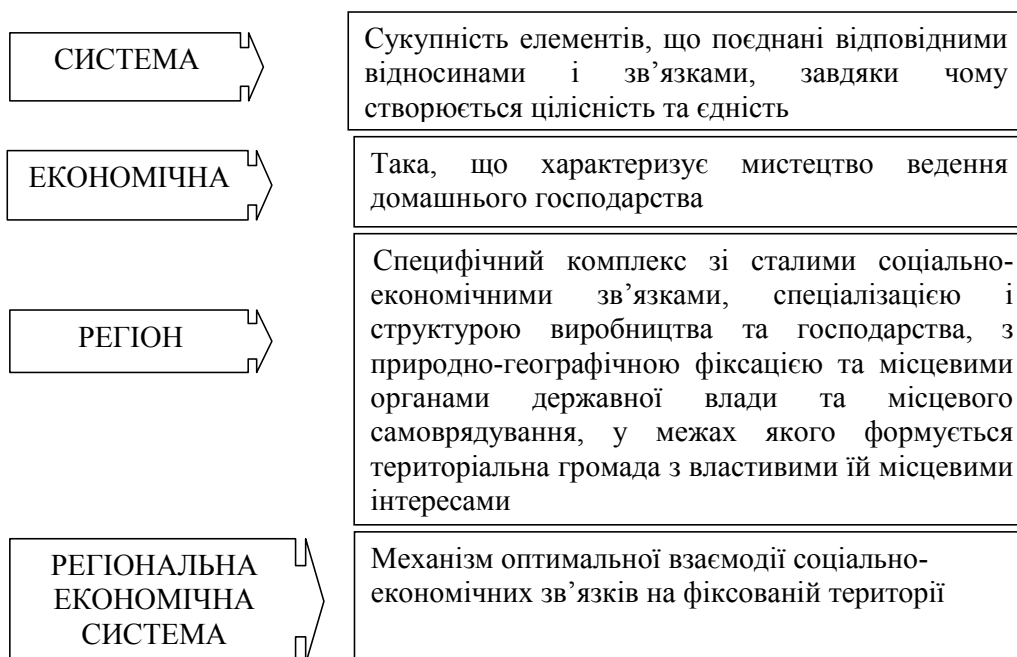 СИСТЕМА
Сукупність елементів, що поєднані відповідними
відносинами і зв’язками, завдяки чому
створюється цілісність та єдність
ЕКОНОМІЧНА
Така, що характеризує мистецтво ведення
домашнього господарства
РЕГІОН
Специфічний комплекс зі сталими соціально-
економічними зв’язками, спеціалізацією і
структурою виробництва та господарства, з
природно-географічною фіксацією та місцевими
органами державної влади та місцевого
самоврядування, у межах якого формується
територіальна громада з властивими їй місцевими
інтересами
РЕГІОНАЛЬНА
ЕКОНОМІЧНА
СИСТЕМА
Механізм оптимальної взаємодії соціально-
економічних зв’язків на фіксованій території